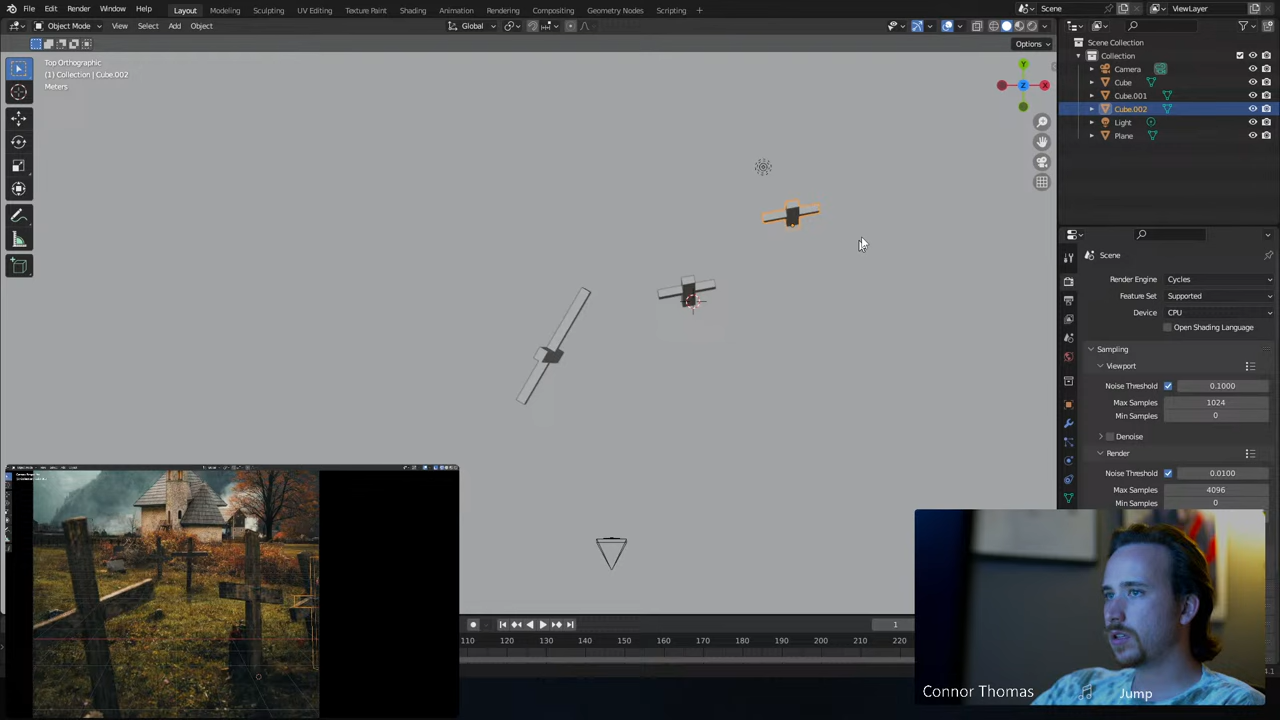 File Edit Render Window Help Layout Modeling Sculpting UV Editing Texture Paint Shading Animation Rendering Compositing Geometry Nodes Scripting Scene ViewLayer
Object Mode View Select Add Object Global
Options
Top Orthographic
(1) Collection | Cube.002
Meters
Y
Z
X
Scene Collection
Collection
Camera
Cube
Cube.001
Cube.002
Light
Plane
Scene
Render Engine Cycles
Feature Set Supported
Device CPU
Open Shading Language
Sampling
Viewport
Noise Threshold 0.1000
Max Samples 1024
Min Samples 0
Denoise
Render
Noise Threshold 0.0100
Max Samples 4096
Min Samples 0
1
110 120 130 140 150 160 170 180 190 200 210 220
Connor Thomas
Jump